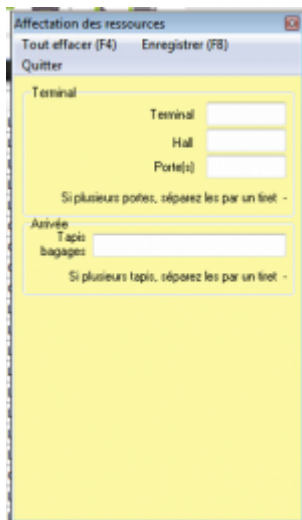 Affectation des ressources
Tout effacer (F4) Enregistrer (F8)
Quitter
Terminal
Terminal
Hall
Porte(s)
Si plusieurs portes, séparez les par un tiret -
Arrivée
Tapis
bagages
Si plusieurs tapis, séparez les par un tiret -